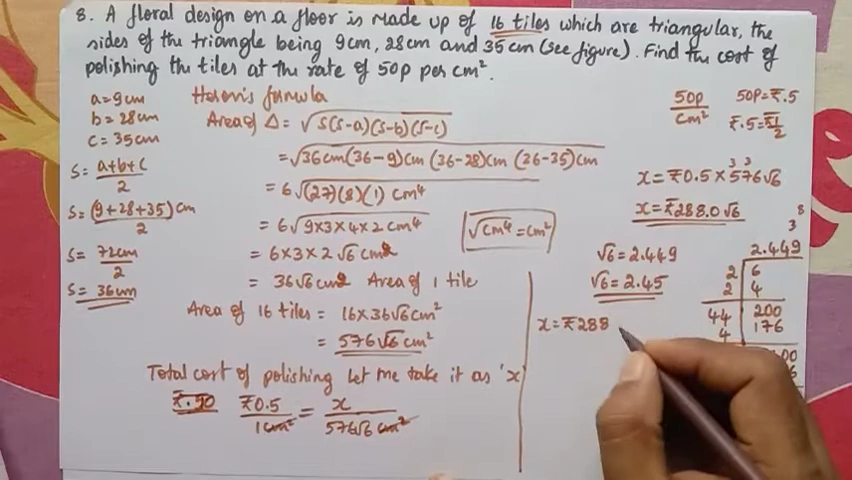 8. A floral design on a floor is made up of 16 tiles which are triangular, the
sides of the triangle being 9cm, 28cm and 35cm (see figure). Find the cost of
polishing the tiles at the rate of 50p per cm².
a=9cm
b=28cm
c=35cm
S= a+b+c/2
S= (9+28+35)cm/2
S= 72cm/2
S= 36cm
Heron's formula
Area of Δ= √S(S-a)(S-b)(S-c)
=√36cm(36-9)cm (36-28)cm (36-35)cm
=6√(27)(8)(1) cm⁴
= 6√9×3×4×2 cm⁴
√cm⁴=cm²
= 6×3×2√6 cm²
= 36√6 cm² Area of 1 tile
Area of 16 tiles= 16×36√6 cm²
= 576√6 cm²
Total cost of polishing Let me take it as 'x'
₹.50 ₹0.5/1cm² = x/576√6 cm²
50p/cm² 50p=₹.5
₹.5=₹1/2
3 3
x=₹0.5×576√6
x=₹288.0√6
√6=2.449
√6=2.45
x=₹288
8
3
2.449
2 6
2 4
44 200
4 176